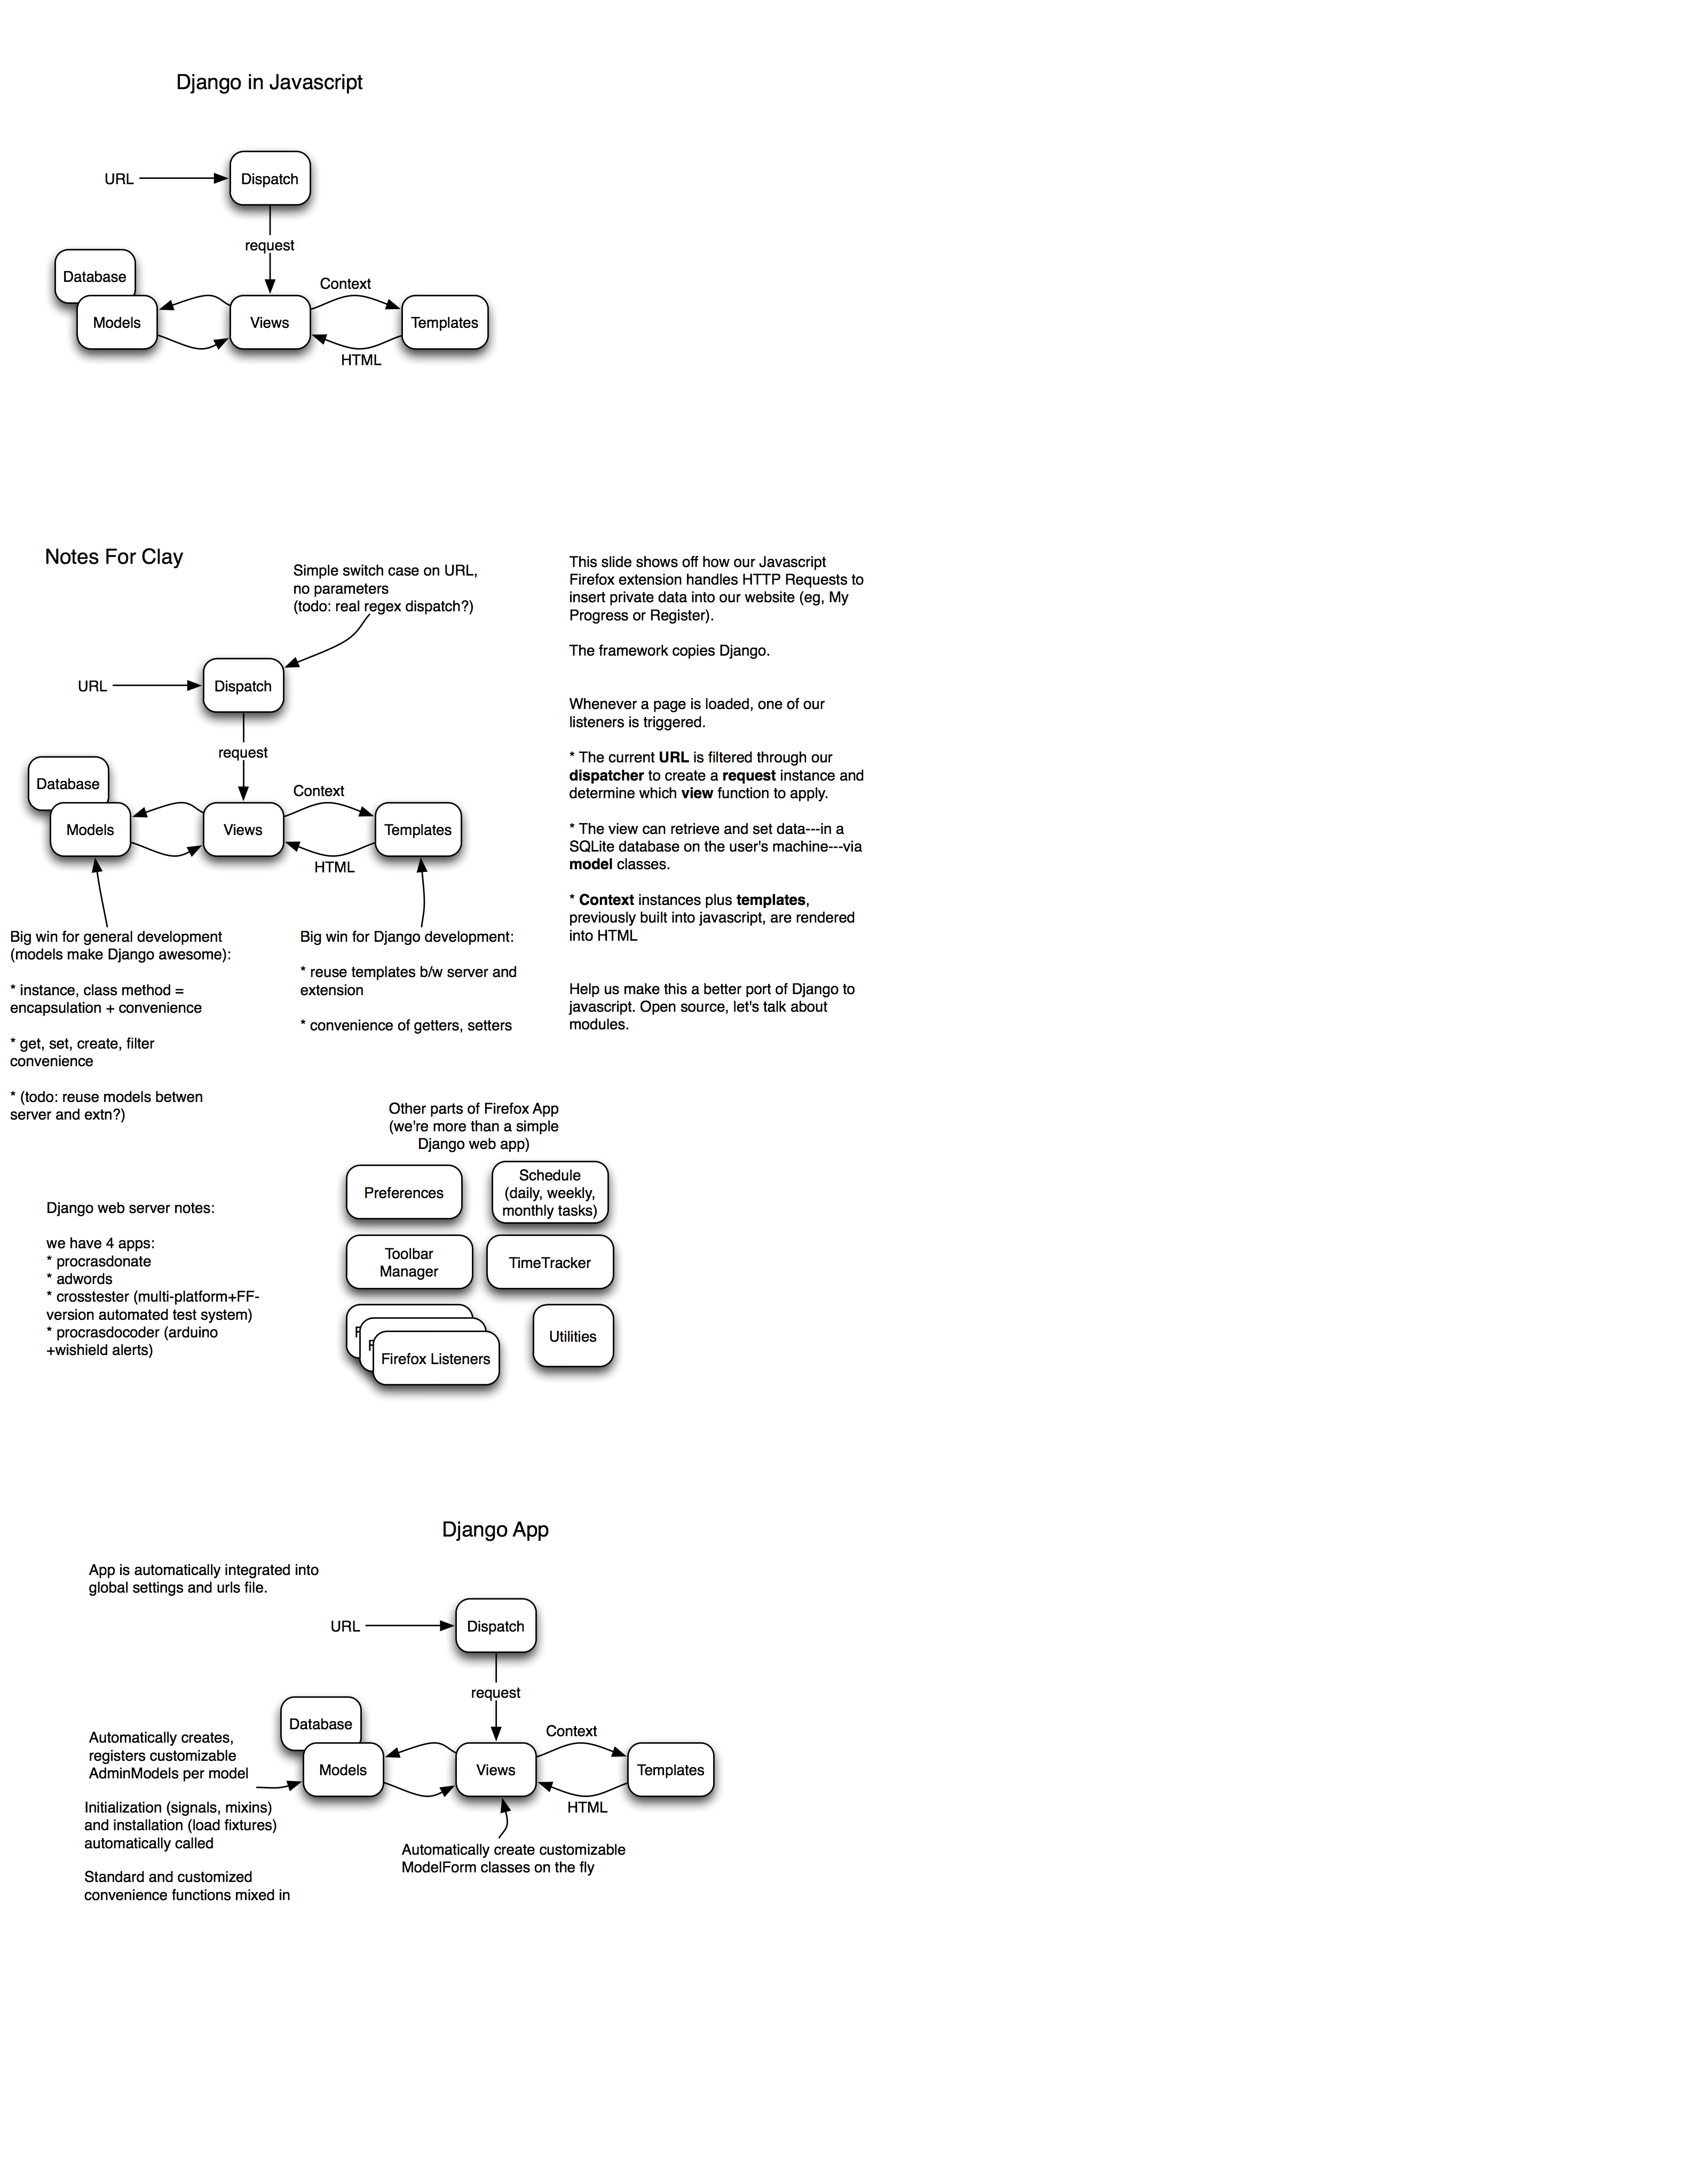 Django in Javascript
URL
Dispatch
request
Database
Context
Models
Views
Templates
HTML
Notes For Clay
Simple switch case on URL,
no parameters
(todo: real regex dispatch?)
URL
Dispatch
request
Database
Context
Models
Views
Templates
HTML
Big win for general development
(models make Django awesome):
* instance, class method =
encapsulation + convenience
* get, set, create, filter
convenience
* (todo: reuse models betwen
server and extn?)
Big win for Django development:
* reuse templates b/w server and
extension
* convenience of getters, setters
This slide shows off how our Javascript
Firefox extension handles HTTP Requests to
insert private data into our website (eg, My
Progress or Register).
The framework copies Django.
Whenever a page is loaded, one of our
listeners is triggered.
* The current URL is filtered through our
dispatcher to create a request instance and
determine which view function to apply.
* The view can retrieve and set data---in a
SQLite database on the user's machine---via
model classes.
* Context instances plus templates,
previously built into javascript, are rendered
into HTML
Help us make this a better port of Django to
javascript. Open source, let's talk about
modules.
Other parts of Firefox App
(we're more than a simple
Django web app)
Preferences
Schedule
(daily, weekly,
monthly tasks)
Toolbar
Manager
TimeTracker
F
F
Firefox Listeners
Utilities
Django web server notes:
we have 4 apps:
* procrasdonate
* adwords
* crosstester (multi-platform+FF-
version automated test system)
* procrasdocoder (arduino
+wishield alerts)
Django App
App is automatically integrated into
global settings and urls file.
URL
Dispatch
request
Database
Context
Models
Views
Templates
HTML
Automatically creates,
registers customizable
AdminModels per model
Initialization (signals, mixins)
and installation (load fixtures)
automatically called
Standard and customized
convenience functions mixed in
Automatically create customizable
ModelForm classes on the fly